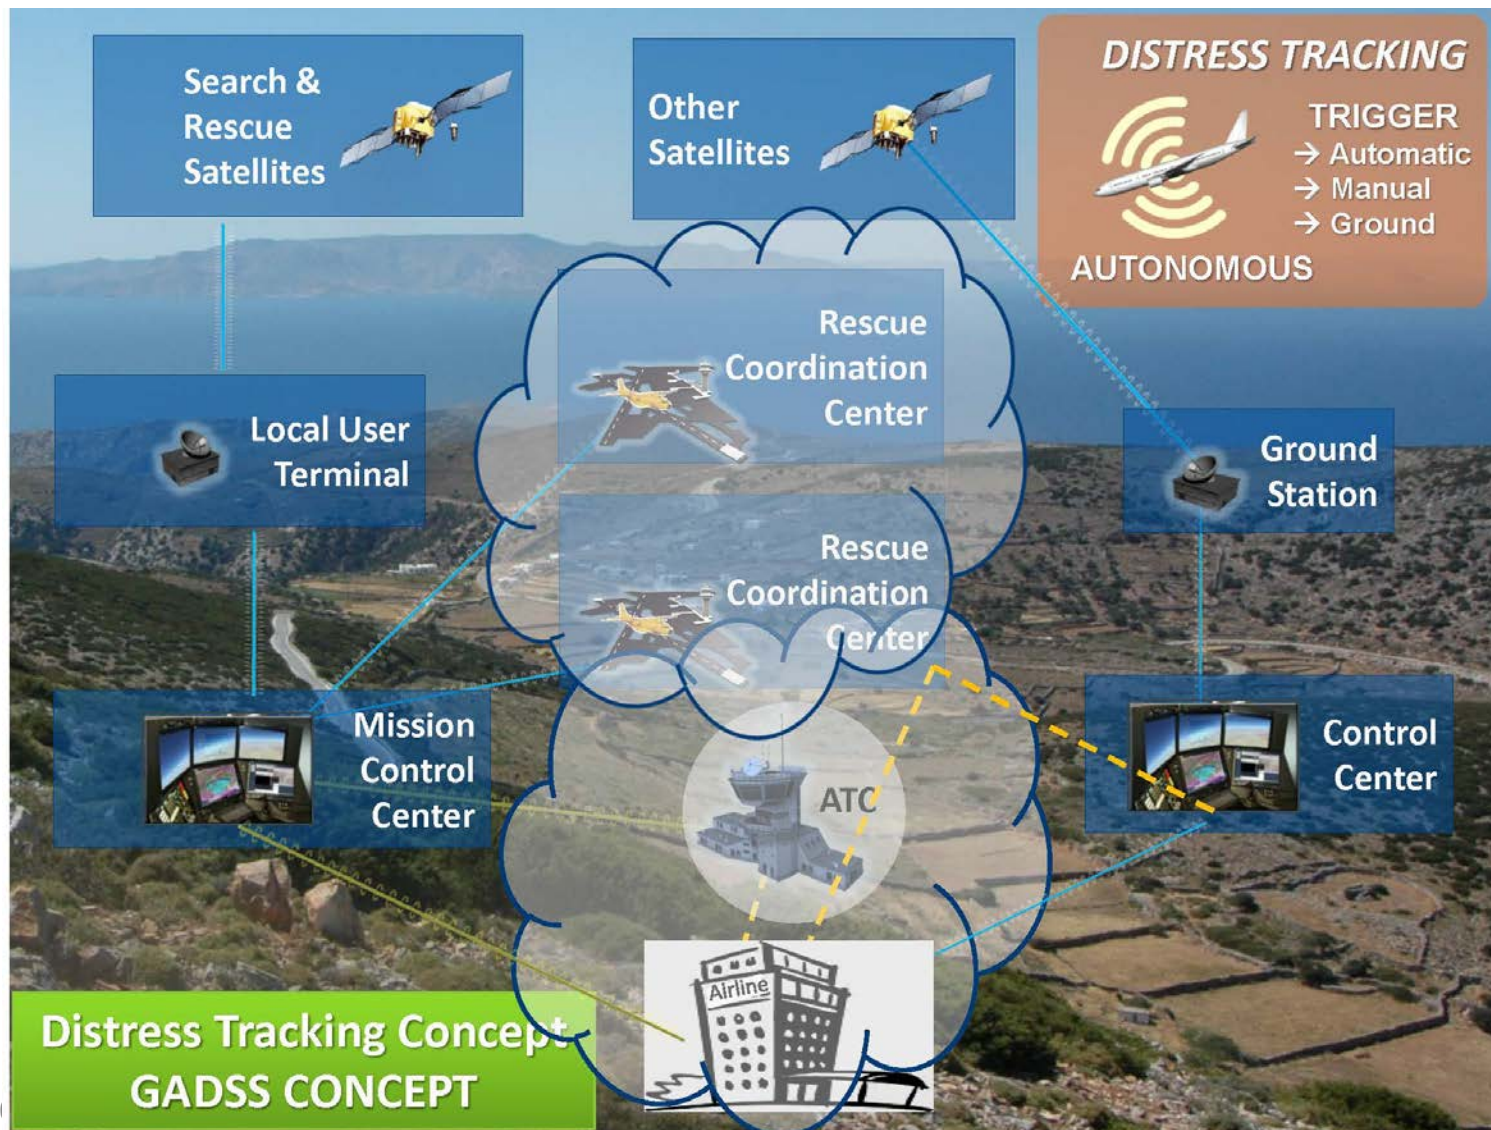 Search &
Rescue
Satellites
Other
Satellites
DISTRESS TRACKING
TRIGGER
→ Automatic
→ Manual
→ Ground
AUTONOMOUS
Rescue
Coordination
Center
Local User
Terminal
Ground
Station
Rescue
Coordination
Center
Mission
Control
Center
ATC
Control
Center
Airline
Distress Tracking Concept
GADSS CONCEPT